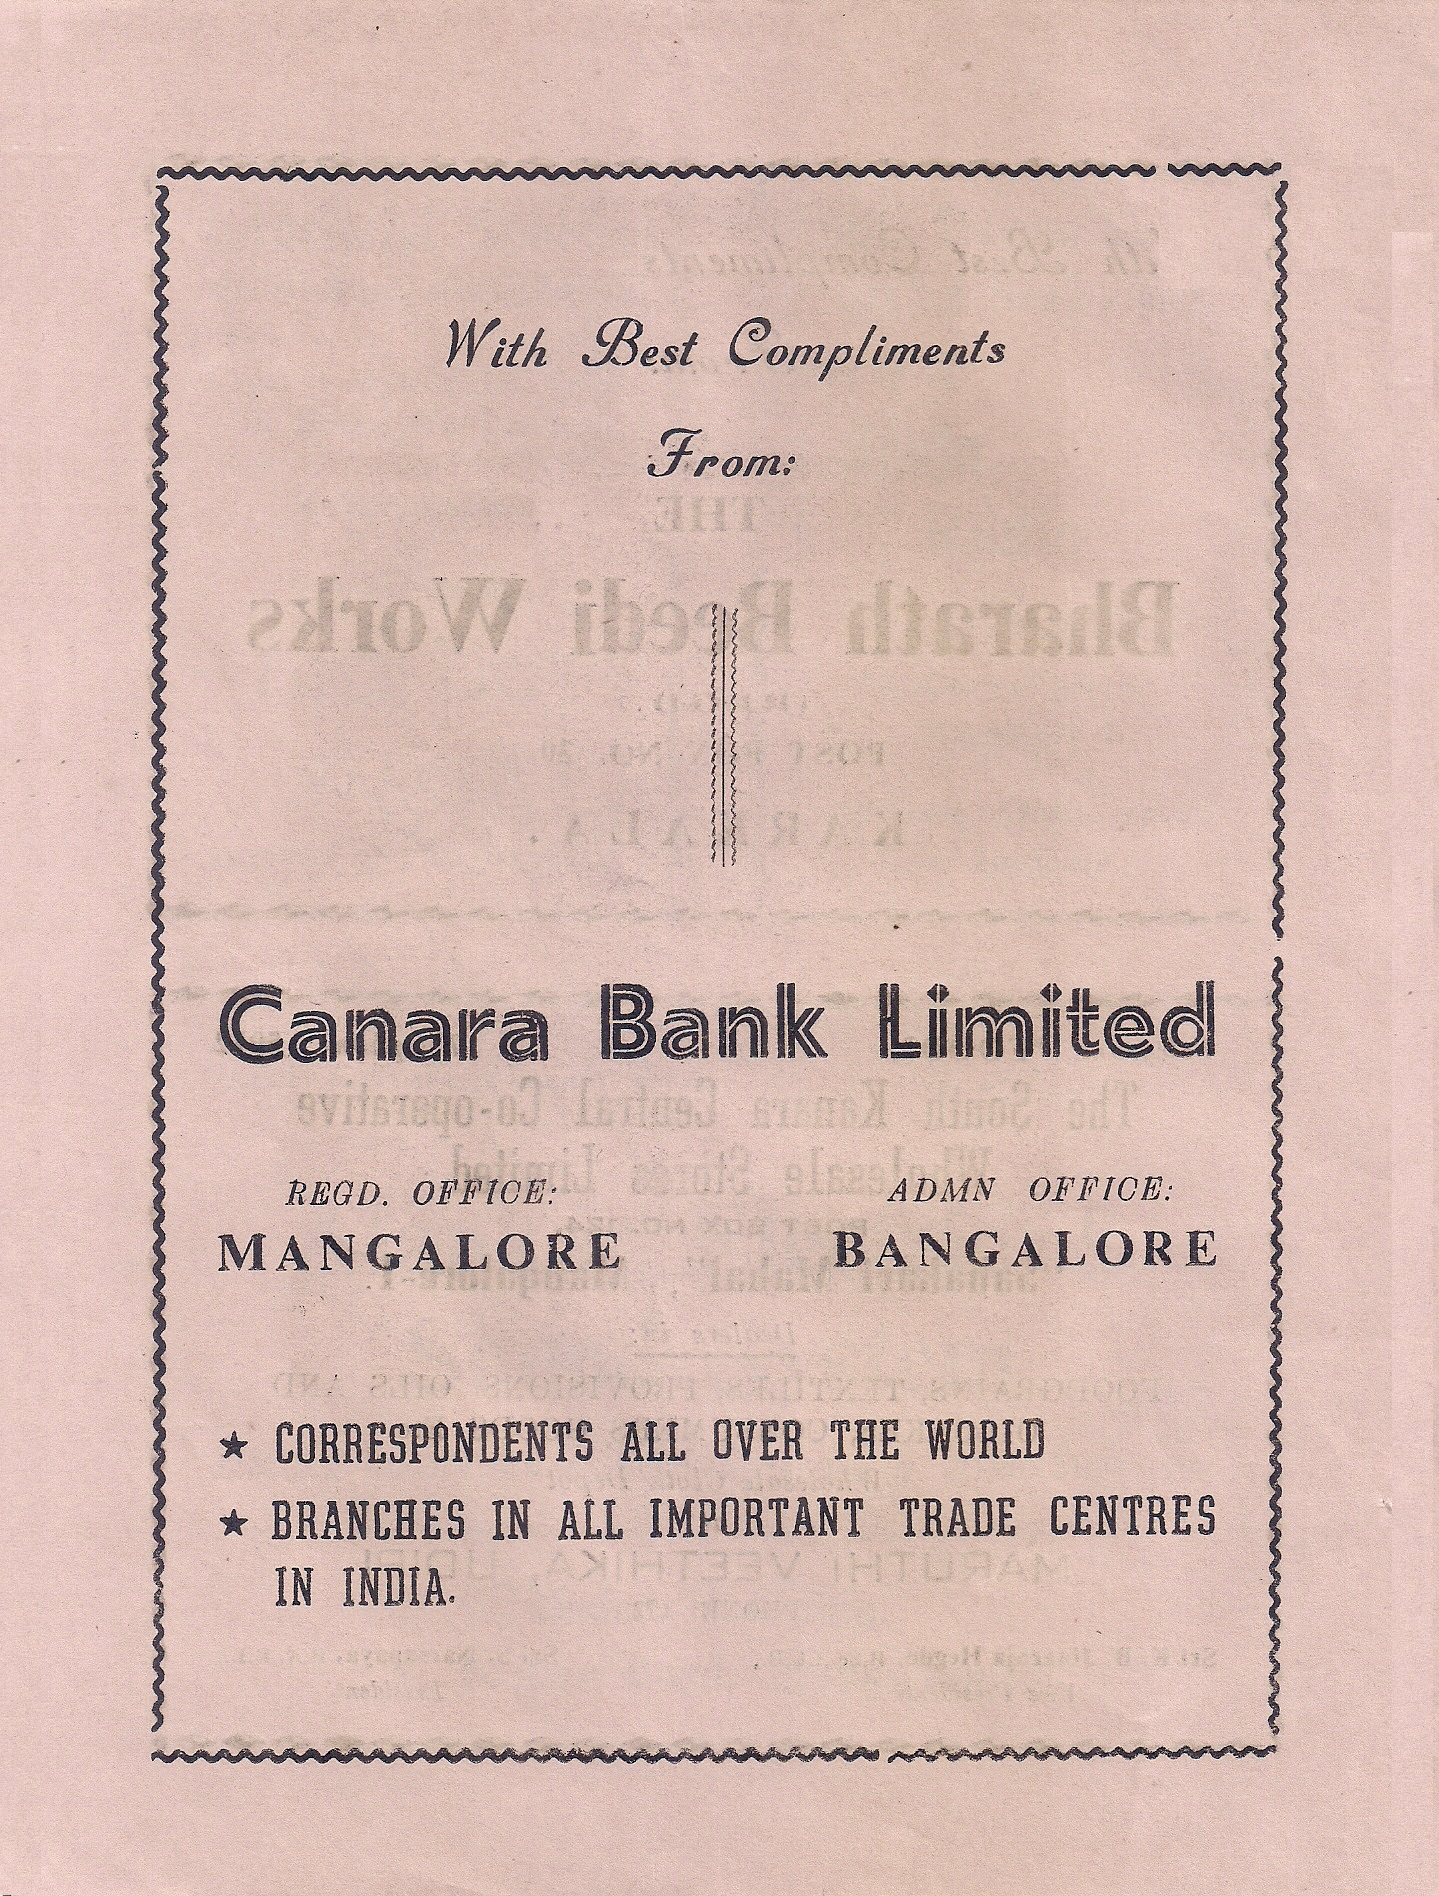 With Best Compliments
From:
Canara Bank Limited
REGD. OFFICE:
MANGALORE
ADMN OFFICE:
BANGALORE
★ CORRESPONDENTS ALL OVER THE WORLD
★ BRANCHES IN ALL IMPORTANT TRADE CENTRES
IN INDIA.